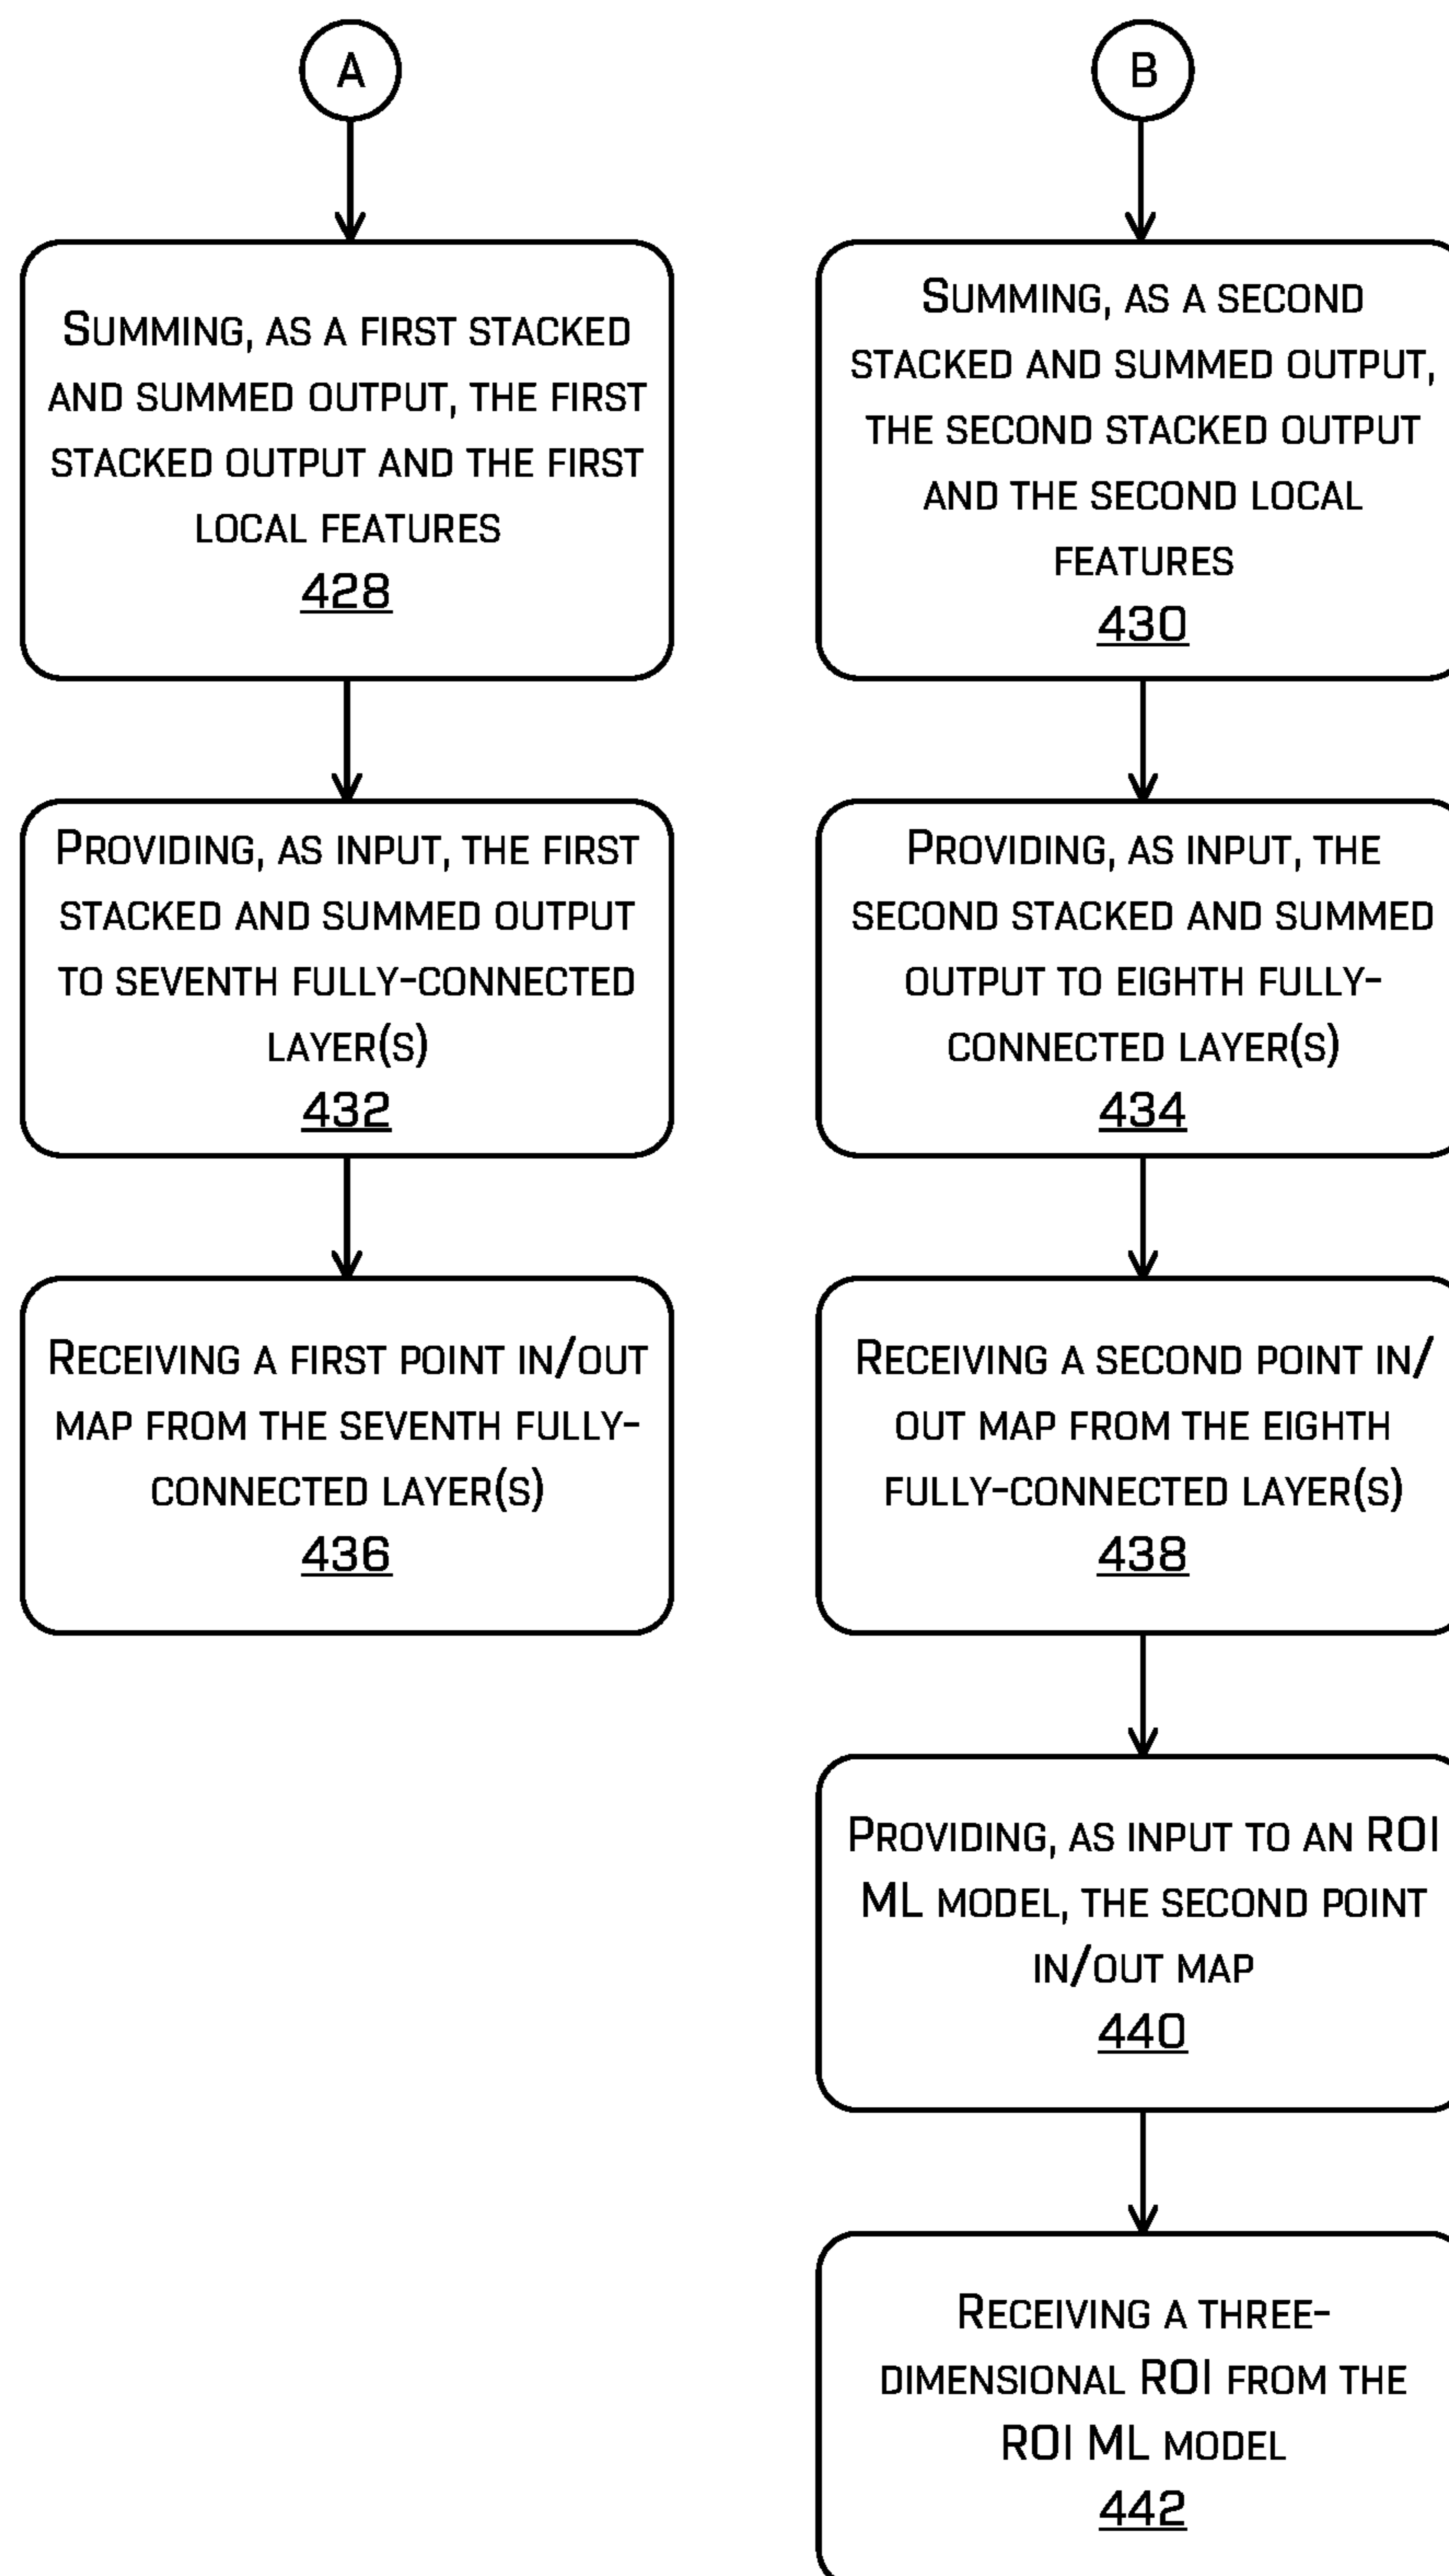 A
Summing, as a first stacked
and summed output, the first
stacked output and the first
local features
428
Providing, as input, the first
stacked and summed output
to seventh fully-connected
layer(s)
432
Receiving a first point in/out
map from the seventh fully-
connected layer(s)
436
B
Summing, as a second
stacked and summed output,
the second stacked output
and the second local
features
430
Providing, as input, the
second stacked and summed
output to eighth fully-
connected layer(s)
434
Receiving a second point in/
out map from the eighth
fully-connected layer(s)
438
Providing, as input to an ROI
ML model, the second point
in/out map
440
Receiving a three-
dimensional ROI from the
ROI ML model
442